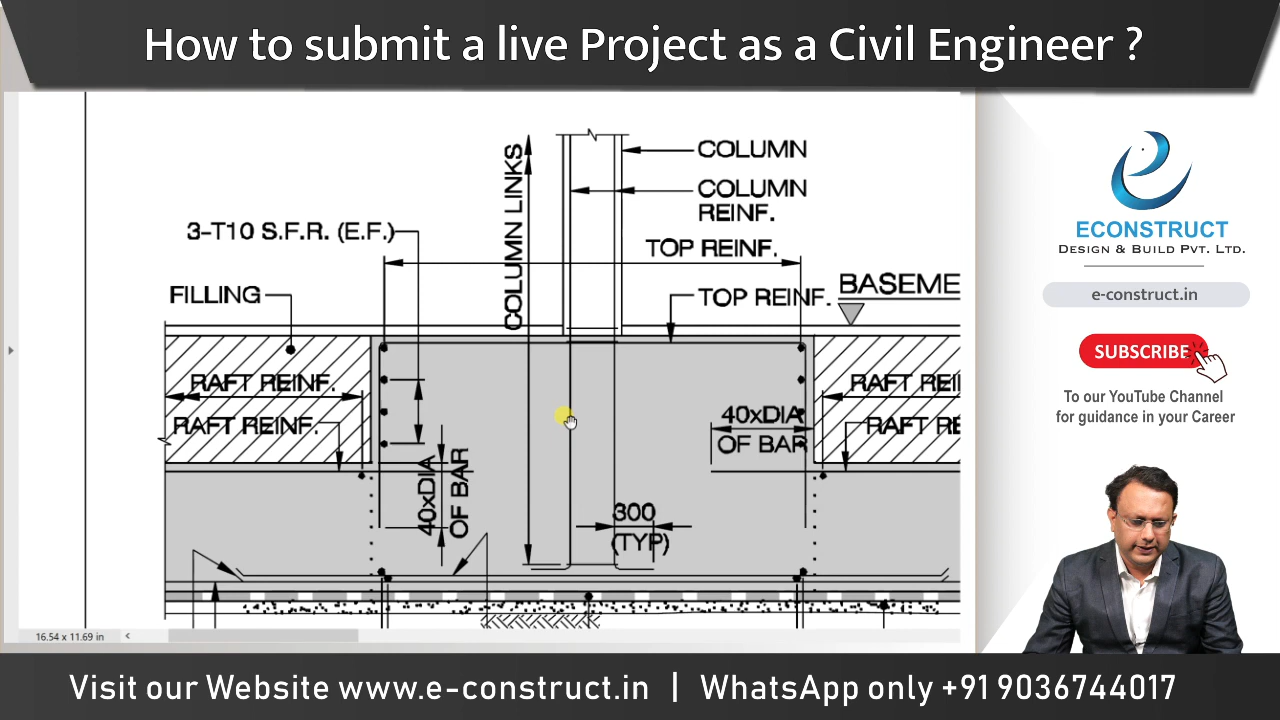 How to submit a live Project as a Civil Engineer ?
COLUMN LINKS
COLUMN
COLUMN
REINF.
3-T10 S.F.R. (E.F.)
TOP REINF.
FILLING
TOP REINF.
BASEME
RAFT REINF.
RAFT REINF.
40xDIA
OF BAR
40xDIA
OF BAR
RAFT REI
RAFT RE
300
(TYP)
16.54 x 11.69 in
ECONSTRUCT
DESIGN & BUILD PVT. LTD.
e-construct.in
SUBSCRIBE
To our YouTube Channel
for guidance in your Career
Visit our Website www.e-construct.in | WhatsApp only +91 9036744017